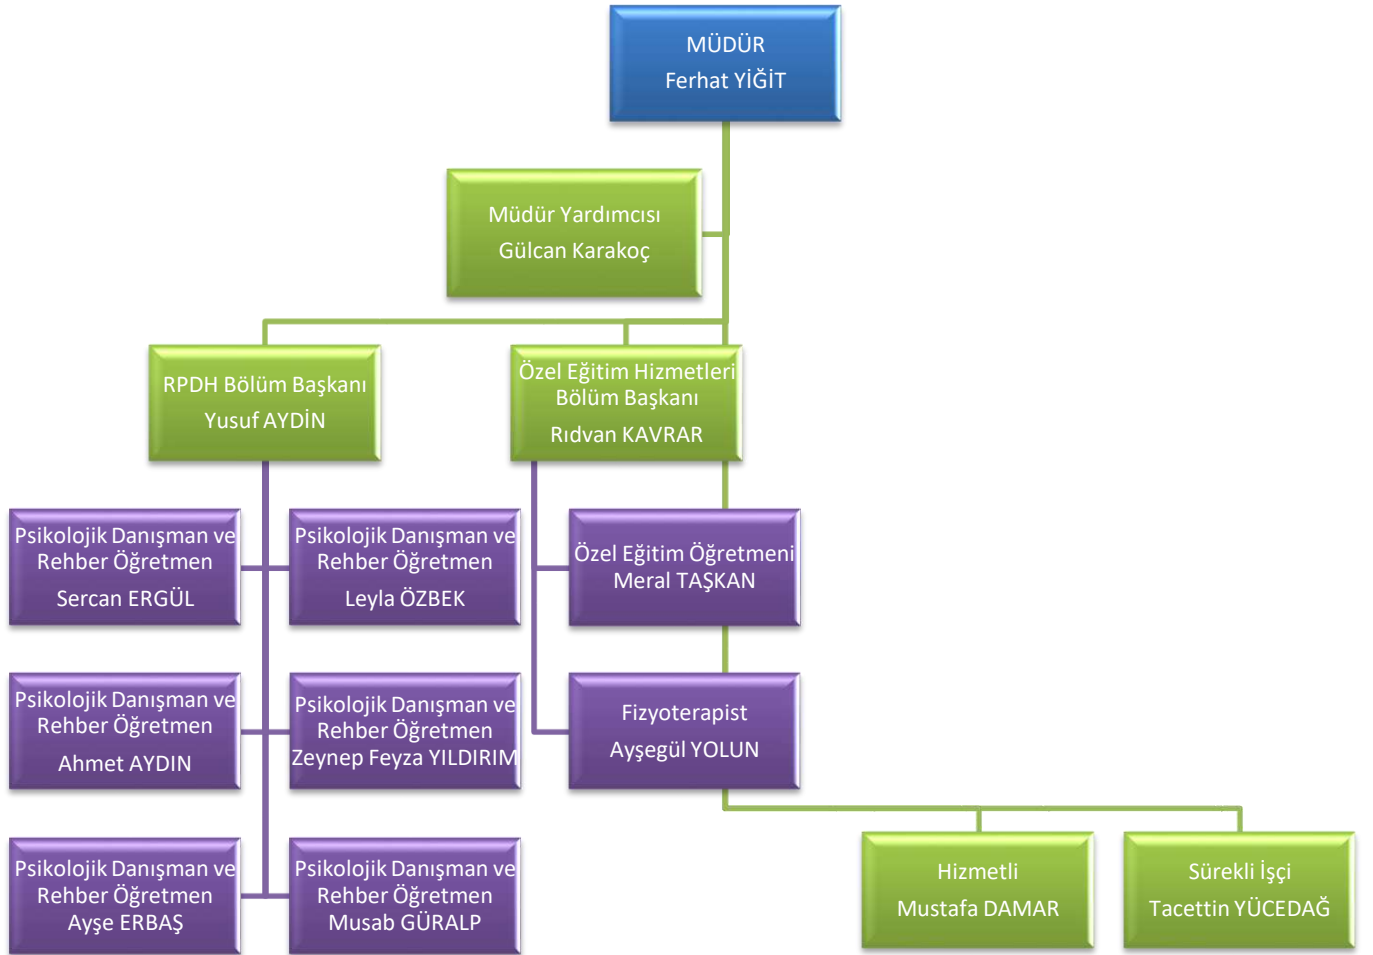 MÜDÜR
Ferhat YİĞİT
Müdür Yardımcısı
Gülcan Karakoç
RPDH Bölüm Başkanı
Yusuf AYDİN
Özel Eğitim Hizmetleri
Bölüm Başkanı
Rıdvan KAVRAR
Psikolojik Danışman ve
Rehber Öğretmen
Sercan ERGÜL
Psikolojik Danışman ve
Rehber Öğretmen
Leyla ÖZBEK
Özel Eğitim Öğretmeni
Meral TAŞKAN
Psikolojik Danışman ve
Rehber Öğretmen
Ahmet AYDIN
Psikolojik Danışman ve
Rehber Öğretmen
Zeynep Feyza YILDIRIM
Fizyoterapist
Ayşegül YOLUN
Psikolojik Danışman ve
Rehber Öğretmen
Ayşe ERBAŞ
Psikolojik Danışman ve
Rehber Öğretmen
Musab GÜRALP
Hizmetli
Mustafa DAMAR
Sürekli İşçi
Tacettin YÜCEDAĞ